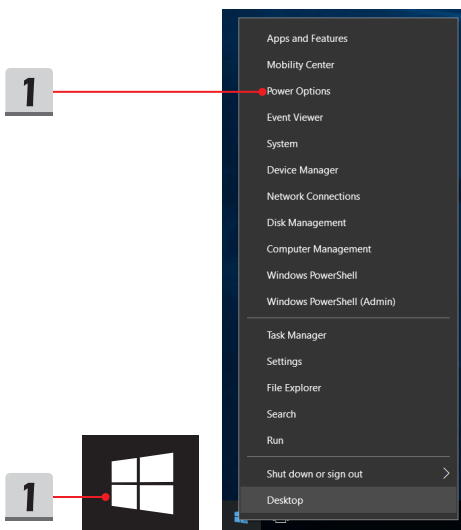 Apps and Features
Mobility Center
1
Power Options
Event Viewer
System
Device Manager
Network Connections
Disk Management
Computer Management
Windows PowerShell
Windows PowerShell (Admin)
Task Manager
Settings
File Explorer
Search
Run
Shut down or sign out
1
Desktop